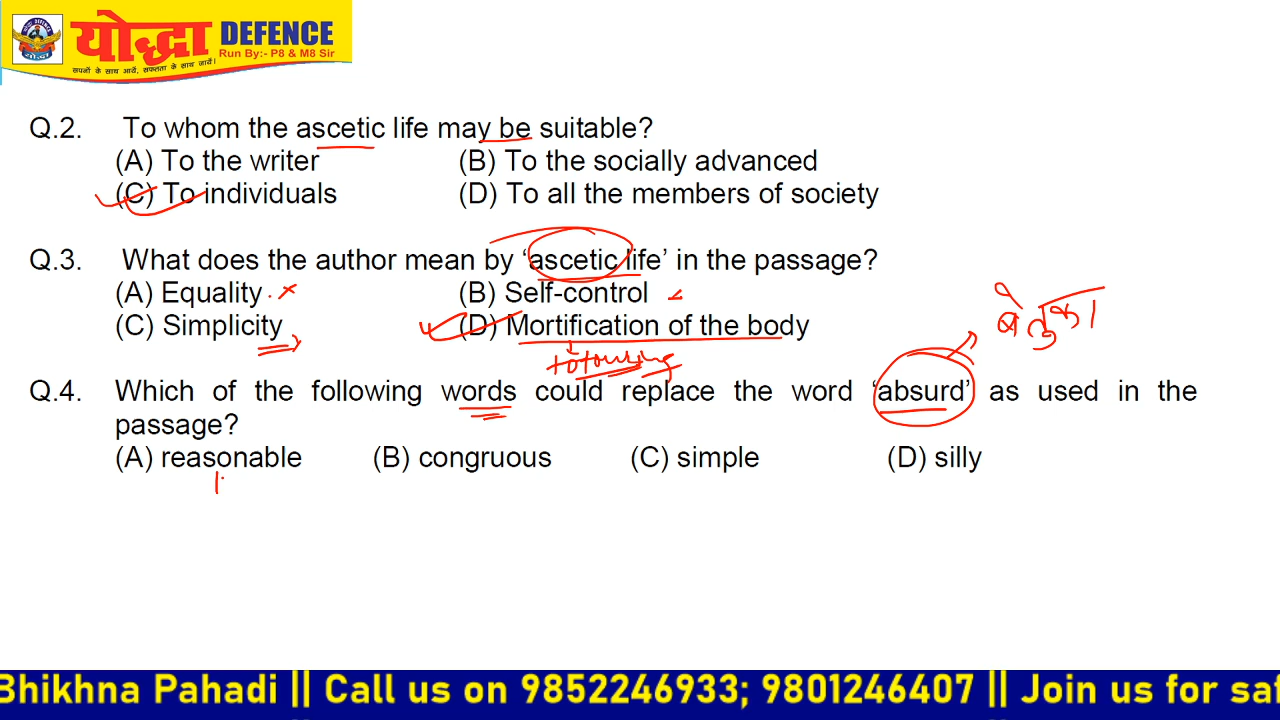 योद्धा DEFENCE
Run By:- P8 & M8 Sir
सपनों के साथ आयें, सफलता के साथ जायें!
Q.2. To whom the ascetic life may be suitable?
(A) To the writer (B) To the socially advanced
(C) To individuals (D) To all the members of society
Q.3. What does the author mean by ‘ascetic life’ in the passage?
(A) Equality (B) Self-control
(C) Simplicity (D) Mortification of the body
बेतुका
Q.4. Which of the following words could replace the word ‘absurd’ as used in the
passage?
(A) reasonable (B) congruous (C) simple (D) silly
Bhikhna Pahadi || Call us on 9852246933; 9801246407 || Join us for saf